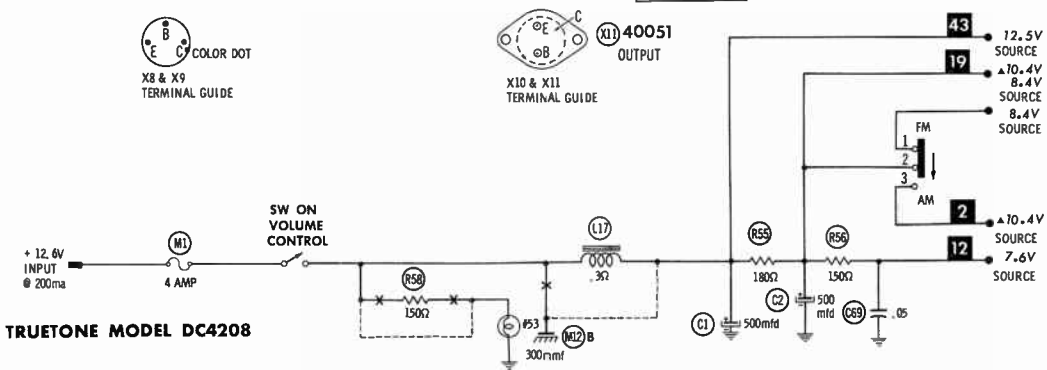 B
E C COLOR DOT
X8 & X9
TERMINAL GUIDE
C
E
B
X11 40051
OUTPUT
X10 & X11
TERMINAL GUIDE
43
12.5V
SOURCE
19
▲10.4V
8.4V
SOURCE
8.4V
SOURCE
FM
1
2
3
AM
2
▲10.4V
SOURCE
12
7.6V
SOURCE
SW ON
VOLUME
CONTROL
+ 12.6V
INPUT
@ 200ma
M1
4 AMP
R58
150Ω
#53
M12 B
300mmf
L17
.3Ω
R55
180Ω
R56
150Ω
C1
500mfd
C2
500
mfd
C69
.05
TRUETONE MODEL DC4208